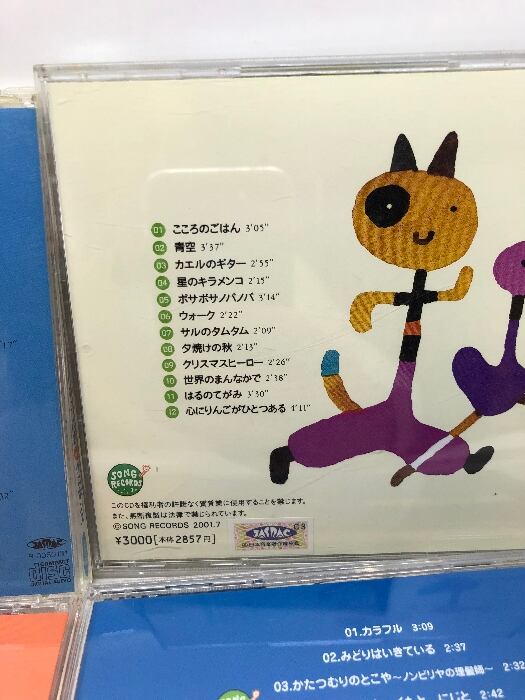 01 こころのごはん 3'05"
02 青空 3'37"
03 カエルのギター 2'55"
04 星のキラメンコ 2'15"
05 ボサボサノバノバ 3'14"
06 ウォーク 2'22"
07 サルのタムタム 2'09"
08 夕焼けの秋 2'13"
09 クリスマスヒーロー 2'26"
10 世界のまんなかで 2'38"
11 はるのてがみ 3'30"
12 心にりんごがひとつある 4'11"
SONG
RECORDS
このCDを権利者の許諾なく賃貸業に使用することを禁じます。
また、無断複製は法律で禁じられています。
©SONG RECORDS 2001.7
¥3000[本体 2857円]
JASRAC
01.カラフル 3:09
02.みどりはいきている 2:37
03.かたつむりのとこや〜ノンビリヤの理髪師〜 2:32
2:42